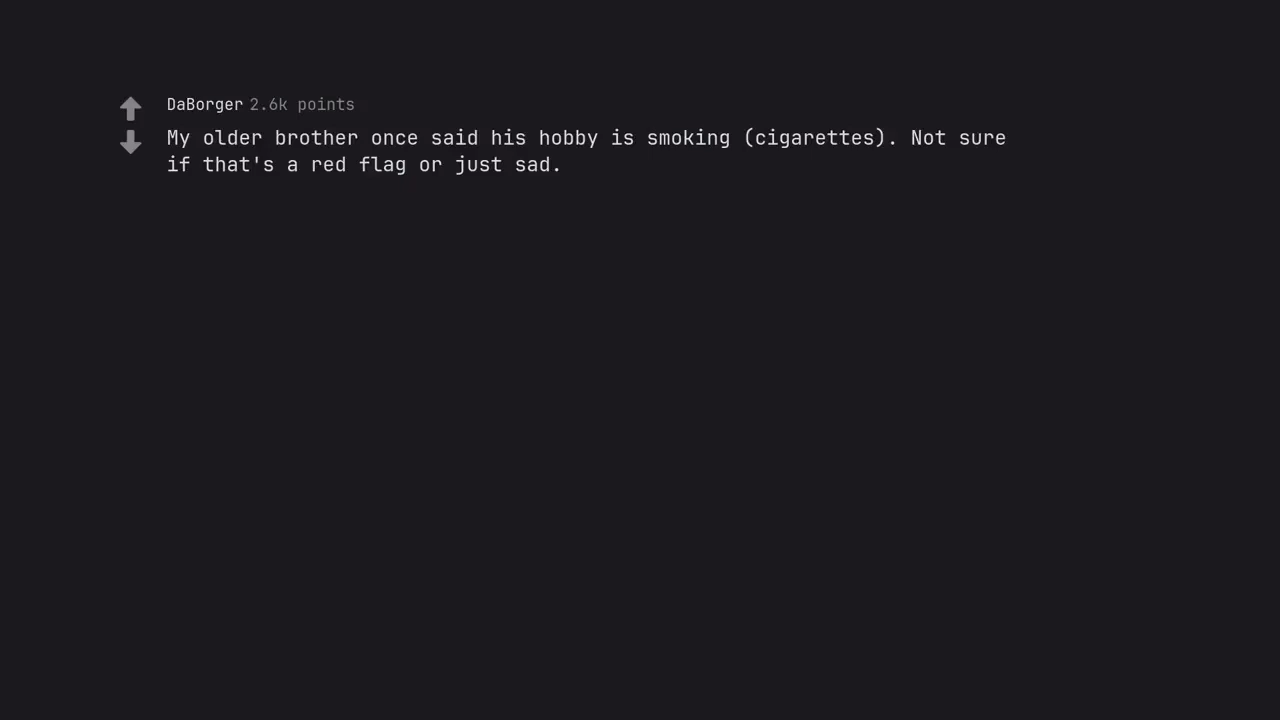 DaBorger 2.6k points
My older brother once said his hobby is smoking (cigarettes). Not sure
if that's a red flag or just sad.